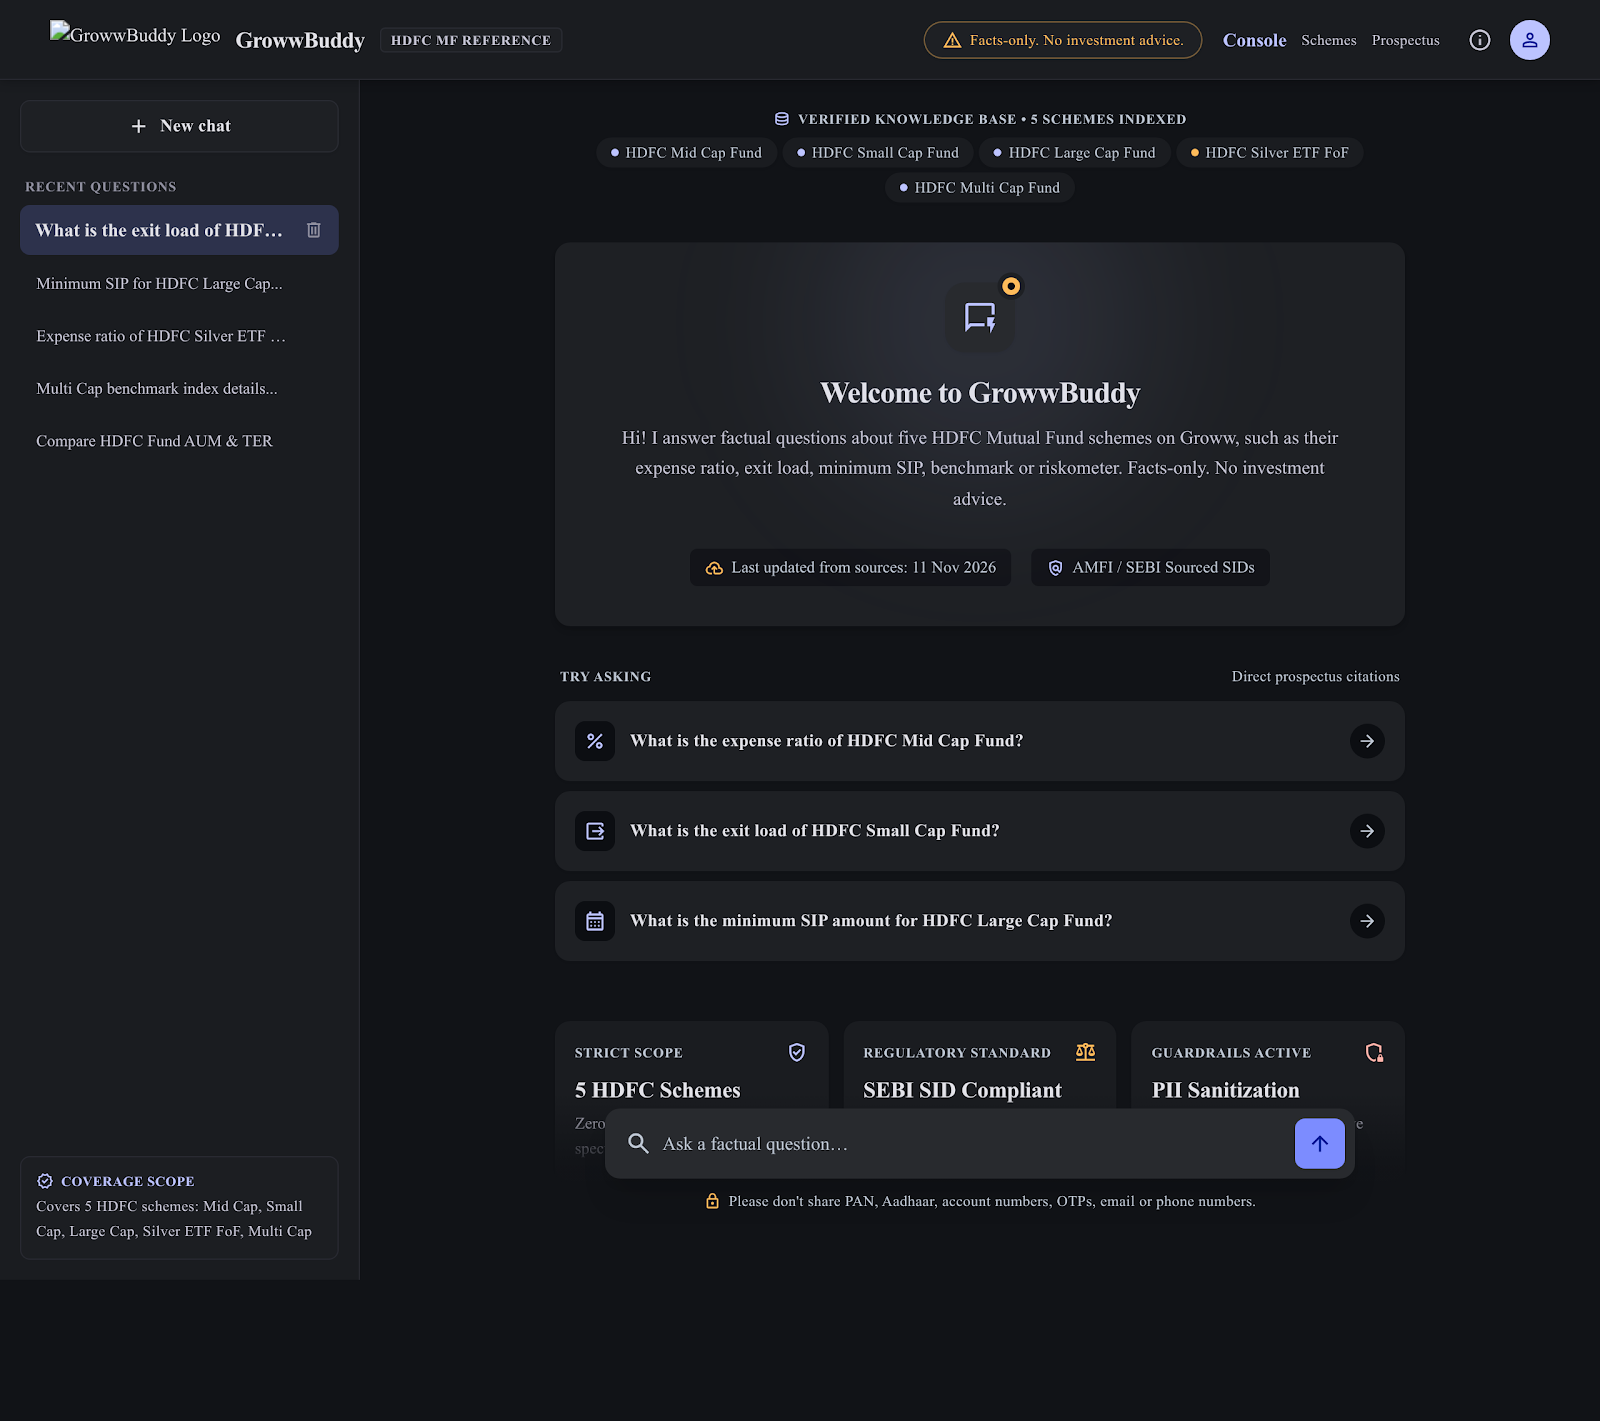 GrowwBuddy Logo GrowwBuddy HDFC MF REFERENCE
Facts-only. No investment advice. Console Schemes Prospectus
New chat
RECENT QUESTIONS
What is the exit load of HDF...
Minimum SIP for HDFC Large Cap...
Expense ratio of HDFC Silver ETF ...
Multi Cap benchmark index details...
Compare HDFC Fund AUM & TER
COVERAGE SCOPE
Covers 5 HDFC schemes: Mid Cap, Small
Cap, Large Cap, Silver ETF FoF, Multi Cap
VERIFIED KNOWLEDGE BASE • 5 SCHEMES INDEXED
HDFC Mid Cap Fund
HDFC Small Cap Fund
HDFC Large Cap Fund
HDFC Silver ETF FoF
HDFC Multi Cap Fund
Welcome to GrowwBuddy
Hi! I answer factual questions about five HDFC Mutual Fund schemes on Groww, such as their
expense ratio, exit load, minimum SIP, benchmark or riskometer. Facts-only. No investment
advice.
Last updated from sources: 11 Nov 2026
AMFI / SEBI Sourced SIDs
TRY ASKING
Direct prospectus citations
What is the expense ratio of HDFC Mid Cap Fund?
What is the exit load of HDFC Small Cap Fund?
What is the minimum SIP amount for HDFC Large Cap Fund?
STRICT SCOPE
5 HDFC Schemes
Zero
spec
REGULATORY STANDARD
SEBI SID Compliant
GUARDRAILS ACTIVE
PII Sanitization
e
Ask a factual question...
Please don't share PAN, Aadhaar, account numbers, OTPs, email or phone numbers.